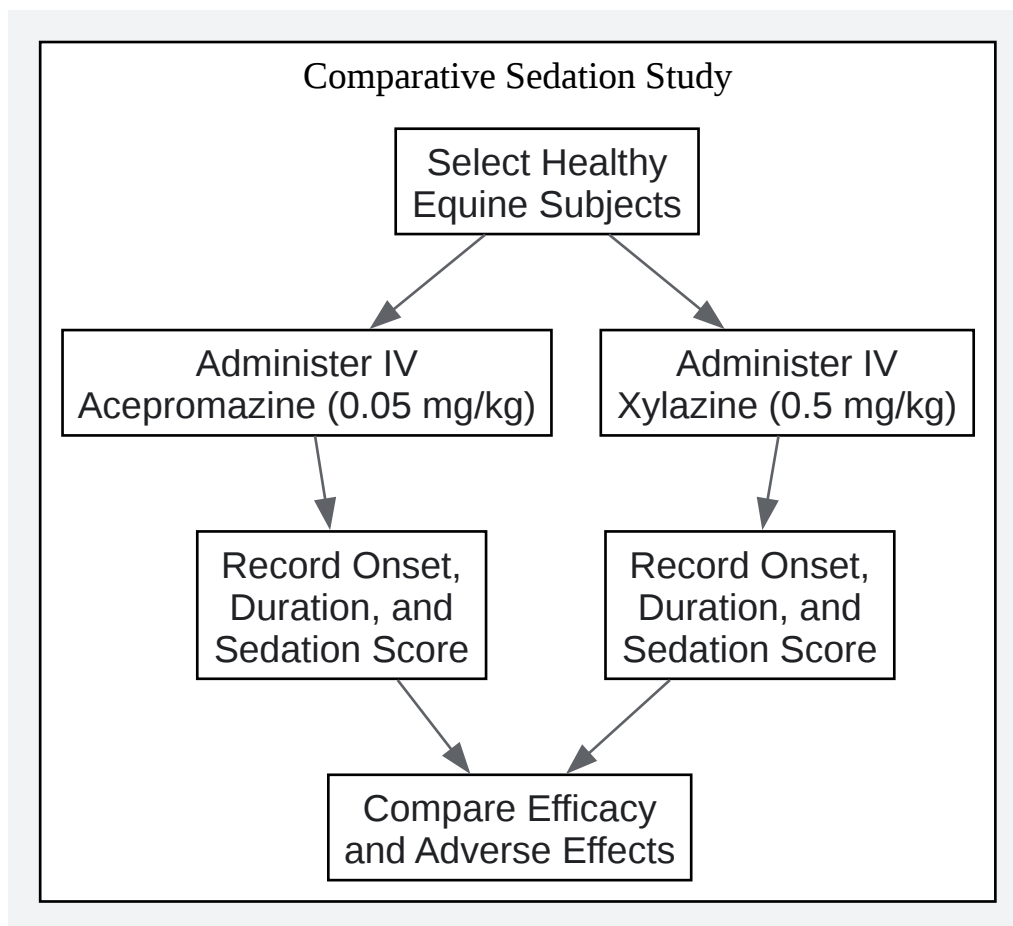 Comparative Sedation Study
Select Healthy
Equine Subjects
Administer IV
Acepromazine (0.05 mg/kg)
Administer IV
Xylazine (0.5 mg/kg)
Record Onset,
Duration, and
Sedation Score
Record Onset,
Duration, and
Sedation Score
Compare Efficacy
and Adverse Effects